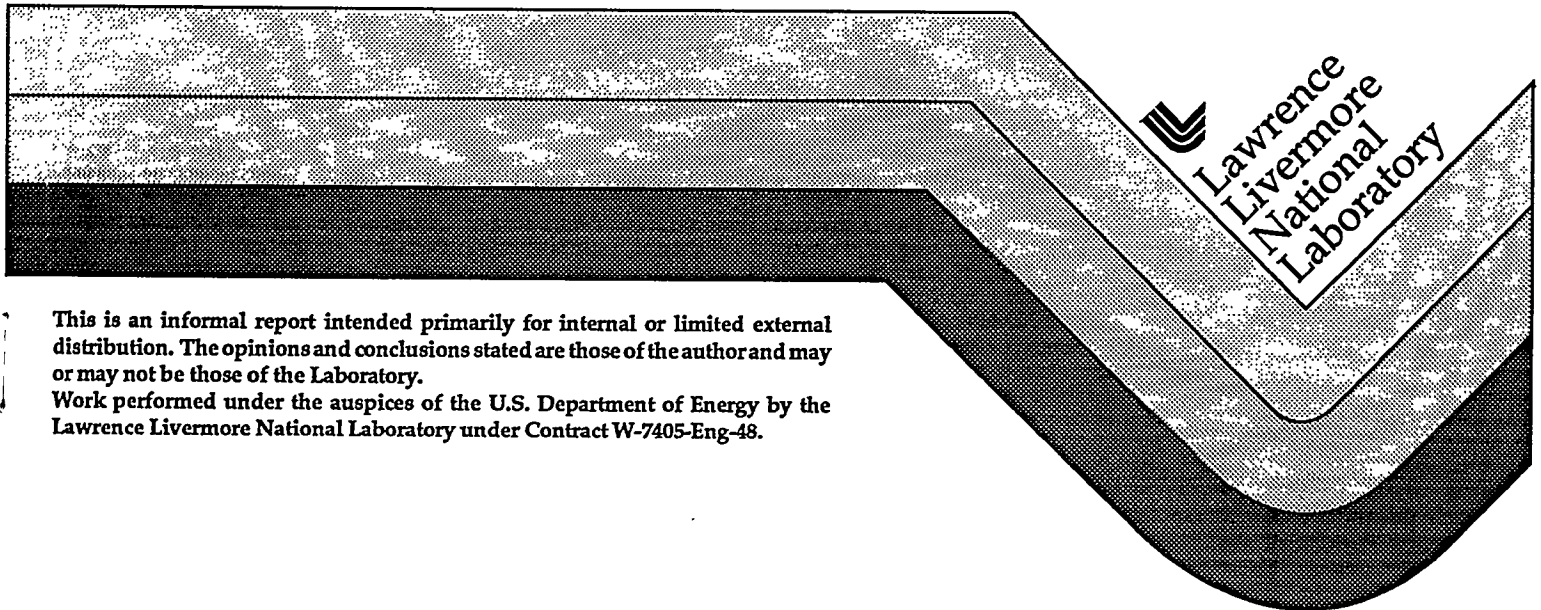 Lawrence
Livermore
National
Laboratory
This is an informal report intended primarily for internal or limited external
distribution. The opinions and conclusions stated are those of the author and may
or may not be those of the Laboratory.
Work performed under the auspices of the U.S. Department of Energy by the
Lawrence Livermore National Laboratory under Contract W-7405-Eng-48.